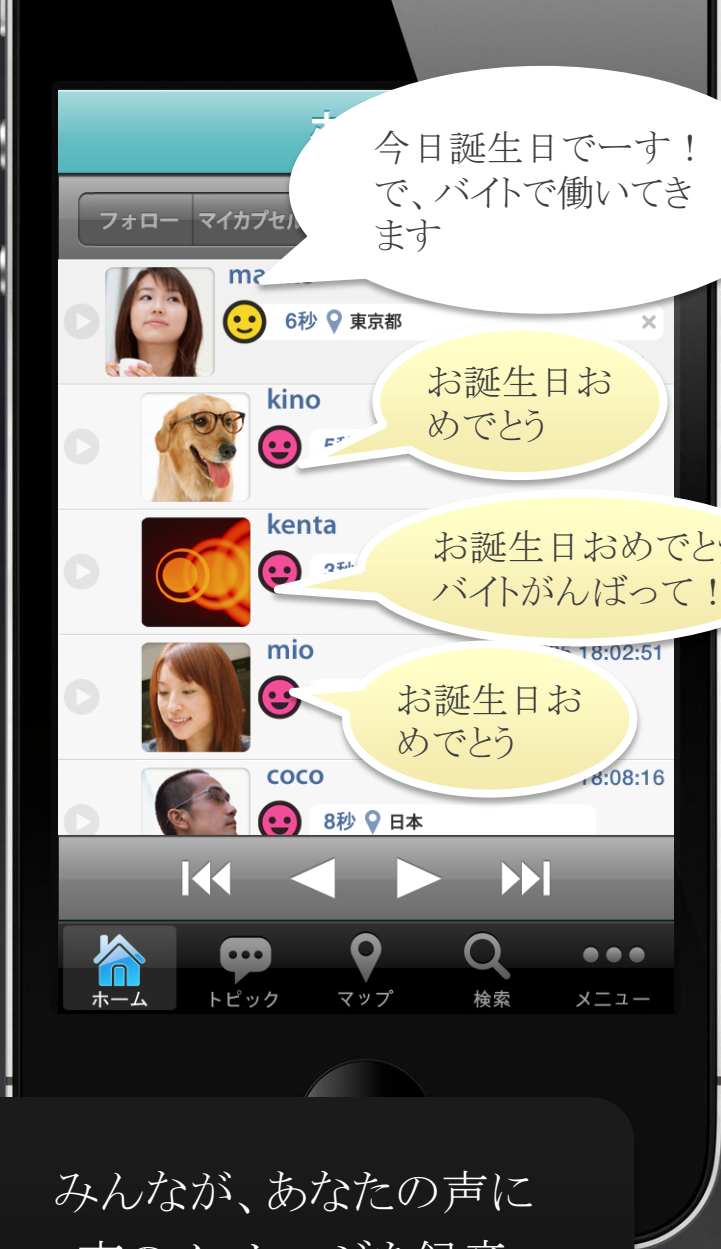 今日誕生日でーす！
で、バイトで働いてき
ます
フォロー マイカプセル
6秒 東京都
kino
お誕生日お
めでとう
kenta
お誕生日おめでとう
バイトがんばって！
mio
18:02:51
お誕生日お
めでとう
coco
18:08:16
8秒 日本
ホーム トピック マップ 検索 メニュー
みんなが、あなたの声に